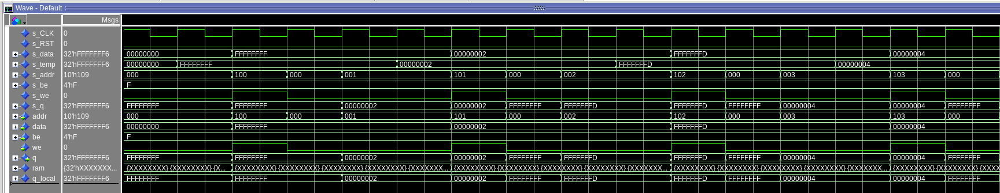 Wave - Default
Msgs
s_CLK 0
s_RST 0
s_data 32'hFFFFFFF6 00000000 FFFFFFFF 00000002 FFFFFFFD 00000004
s_temp 32'hFFFFFFF6 00000000 FFFFFFFF 00000002 FFFFFFFD 00000004
s_addr 10'h109 000 100 000 001 101 000 002 102 000 003 103 000
s_be 4'hF F
s_we 0
s_q 32'hFFFFFFF6 FFFFFFFF FFFFFFFF 00000002 00000002 FFFFFFFF FFFFFFFD FFFFFFFD FFFFFFFF 00000004 00000004 FFFFFFFF
addr 10'h109 000 100 000 001 101 000 002 102 000 003 103 000
data 32'hFFFFFFF6 00000000 FFFFFFFF 00000002 FFFFFFFD 00000004
be 4'hF F
we 0
q 32'hFFFFFFF6 FFFFFFFF FFFFFFFF 00000002 00000002 FFFFFFFF FFFFFFFD FFFFFFFD FFFFFFFF 00000004 00000004 FFFFFFFF
ram {32'hXXXXXXX... {XXXXXXXX} {XXXXXXXX} {X... {XXXXXXXX} {XXXXXXXX} {XXXXXXXX} {XXXXXXXX} {XXXXXXX... {XXXXXXXX} {XXXXXXXX} {XXXXXXXX} {XXXXXXXX} {XXXXXXX... {XXXXXXXX} {XXXXXXXX} {XXXXXXXX} {XXXXXXXX} {XXXXXXX... {XXXXXXXX} {XXXXXXXX} {XXXX
q_local 32'hFFFFFFF6 FFFFFFFF FFFFFFFF 00000002 00000002 FFFFFFFF FFFFFFFD FFFFFFFD FFFFFFFF 00000004 00000004 FFFFFFFF